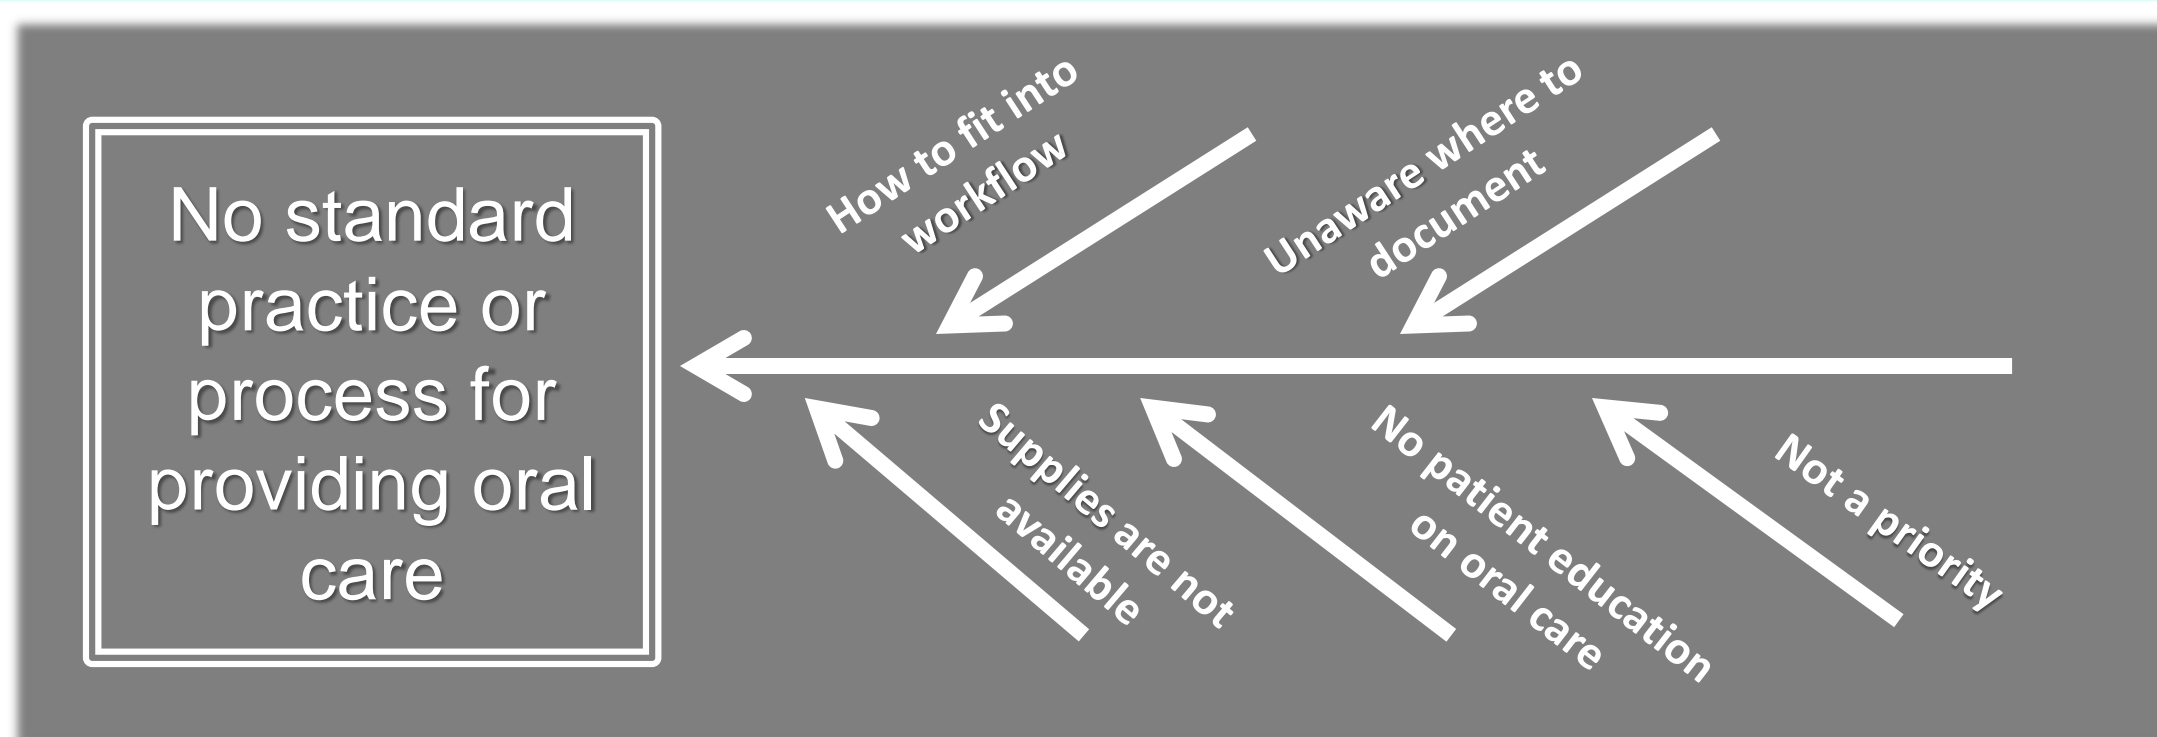 No standard
practice or
process for
providing oral
care
How to fit into
workflow
Unaware where to
document
Supplies are not
available
No patient education
on oral care
Not a priority